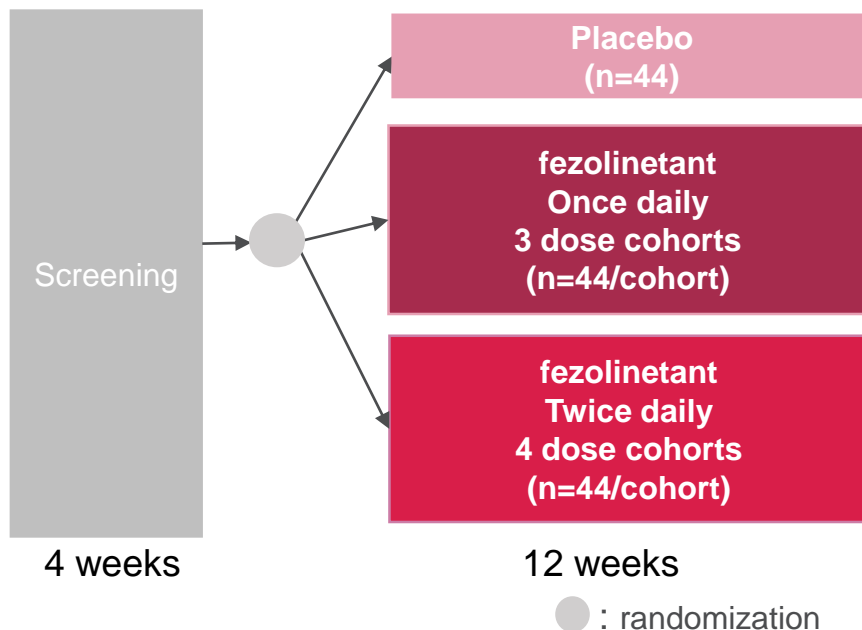 Screening
4 weeks
Placebo
(n=44)
fezolinetant
Once daily
3 dose cohorts
(n=44/cohort)
fezolinetant
Twice daily
4 dose cohorts
(n=44/cohort)
12 weeks
: randomization